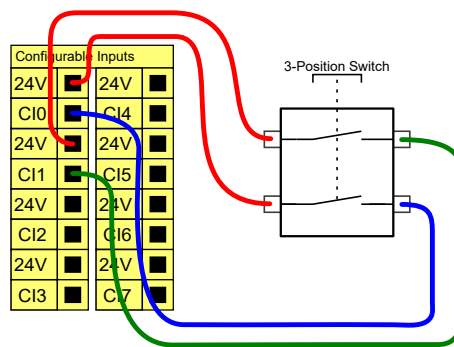 3-Position Switch
Configurable Inputs
24V 24V
CI0 CI4
24V 24V
CI1 CI5
24V 24V
CI2 CI6
24V 24V
CI3 CI7